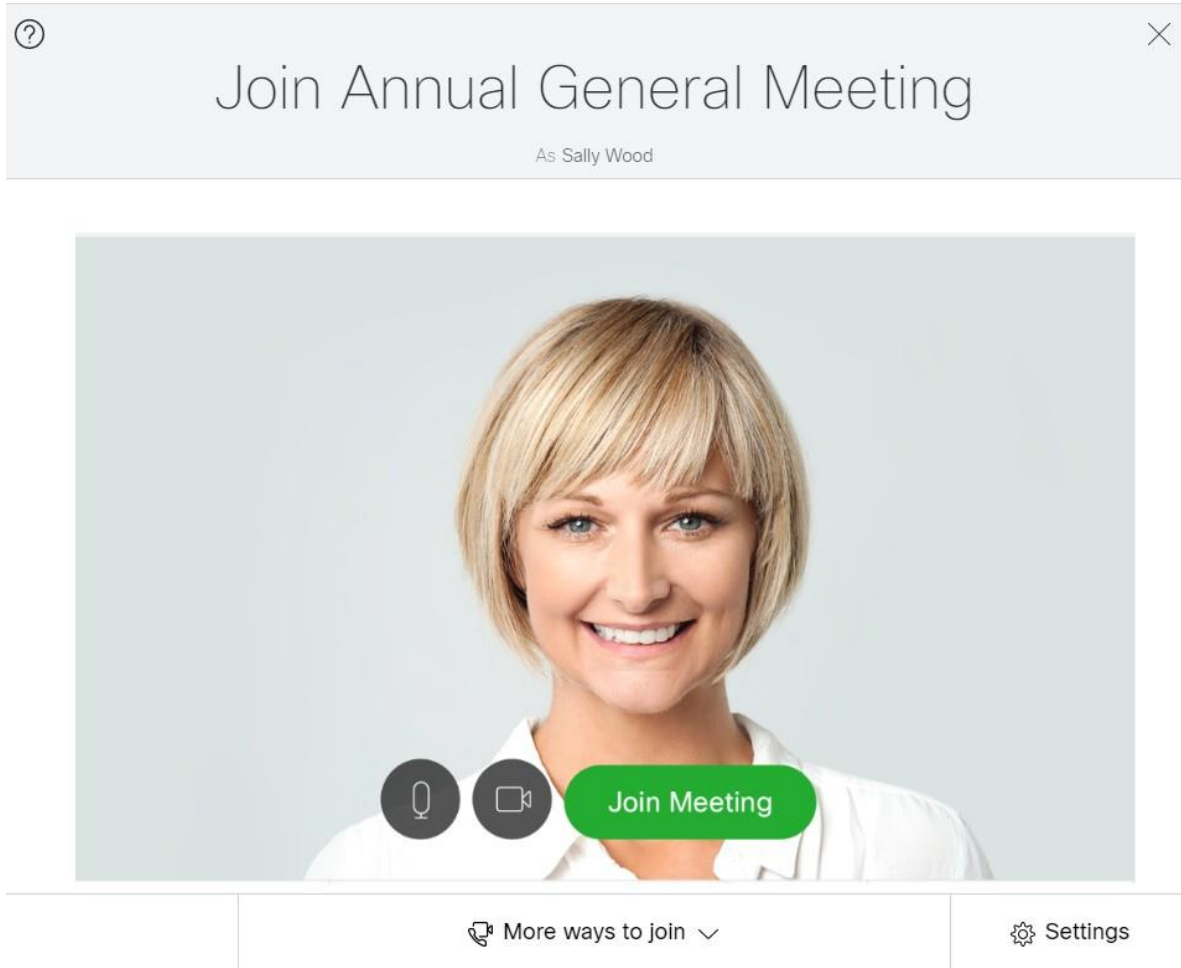 Join Annual General Meeting
As Sally Wood
Join Meeting
More ways to join
Settings